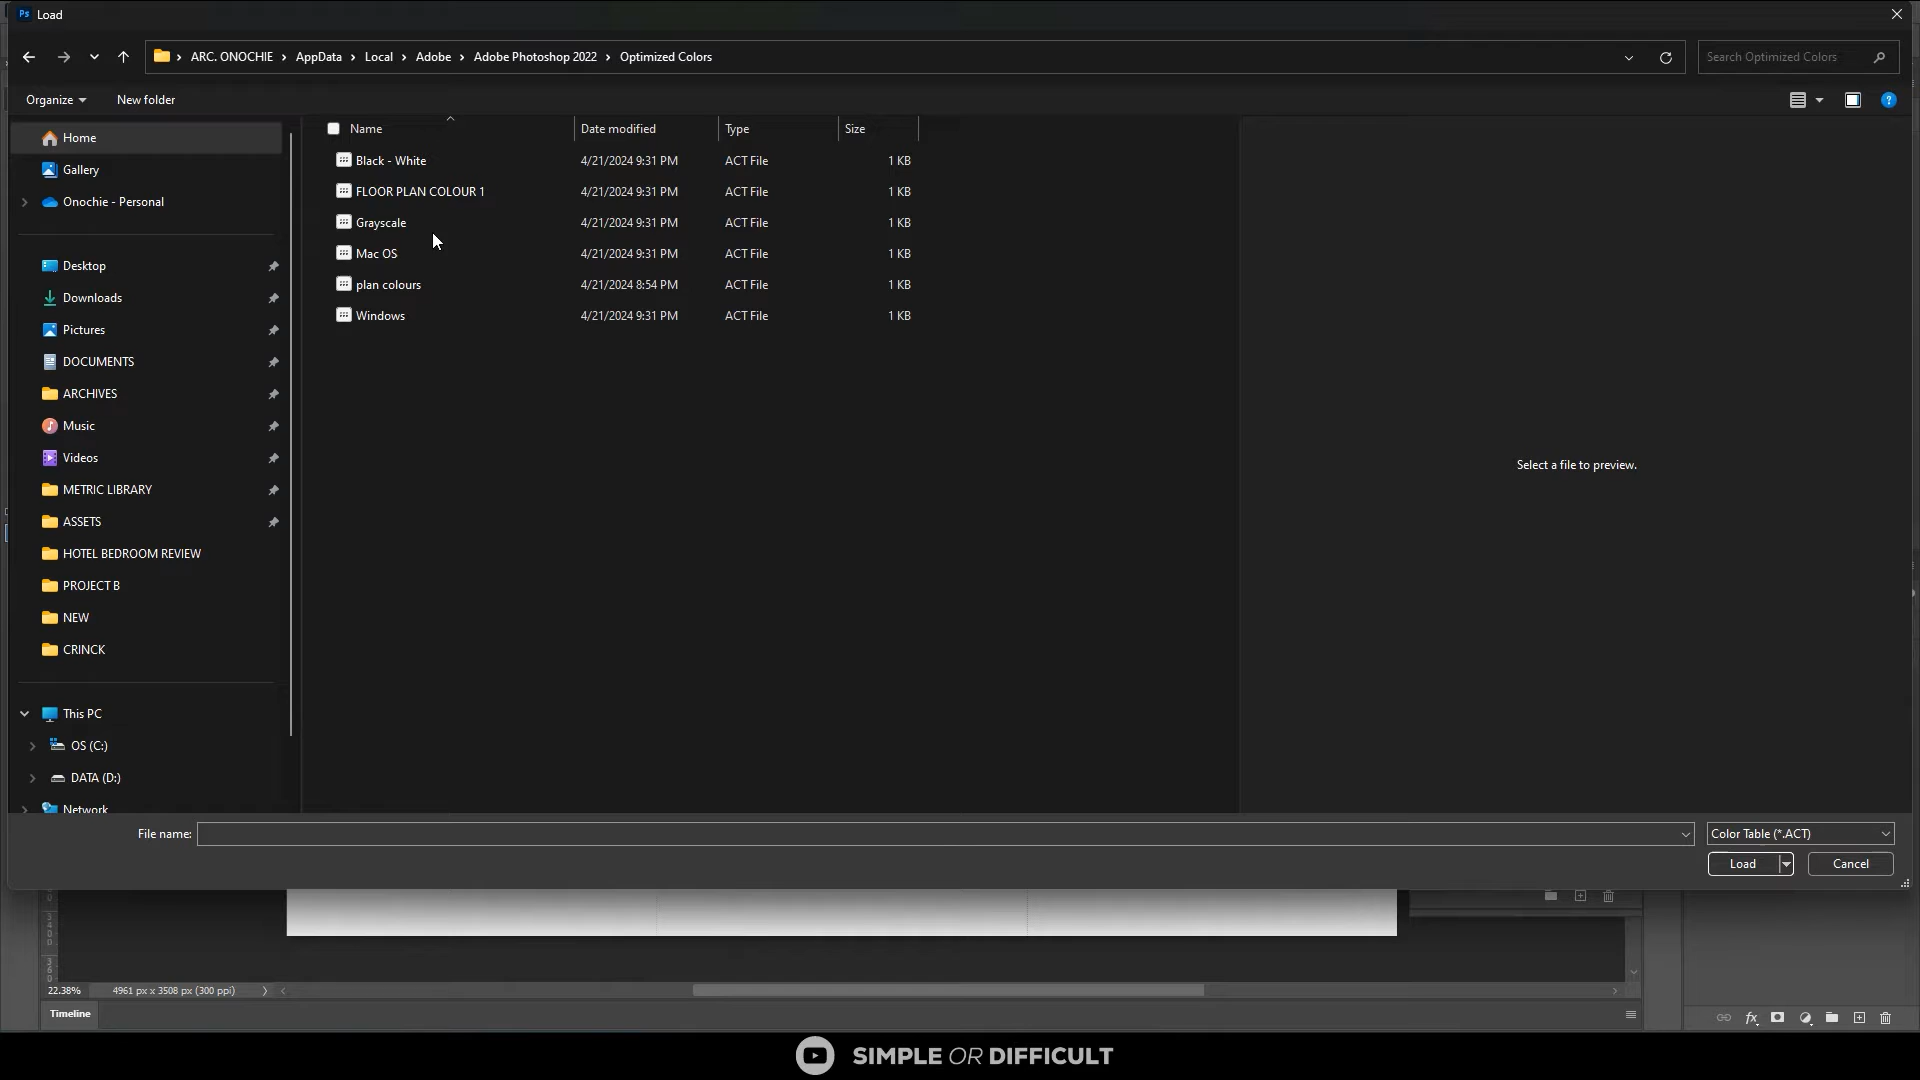 Ps Load
ARC. ONOCHIE › AppData › Local › Adobe › Adobe Photoshop 2022 › Optimized Colors
Search Optimized Colors
Organize
New folder
?
Home
Gallery
Onochie - Personal
Desktop
Downloads
Pictures
DOCUMENTS
ARCHIVES
Music
Videos
METRIC LIBRARY
ASSETS
HOTEL BEDROOM REVIEW
PROJECT B
NEW
CRINCK
This PC
OS (C:)
DATA (D:)
Network
Name Date modified Type Size
Black - White 4/21/2024 9:31 PM ACT File 1 KB
FLOOR PLAN COLOUR 1 4/21/2024 9:31 PM ACT File 1 KB
Grayscale 4/21/2024 9:31 PM ACT File 1 KB
Mac OS 4/21/2024 9:31 PM ACT File 1 KB
plan colours 4/21/2024 8:54 PM ACT File 1 KB
Windows 4/21/2024 9:31 PM ACT File 1 KB
Select a file to preview.
File name:
Color Table (*.ACT)
Load
Cancel
22.38% 4961 px x 3508 px (300 ppi)
Timeline
fx
SIMPLE OR DIFFICULT